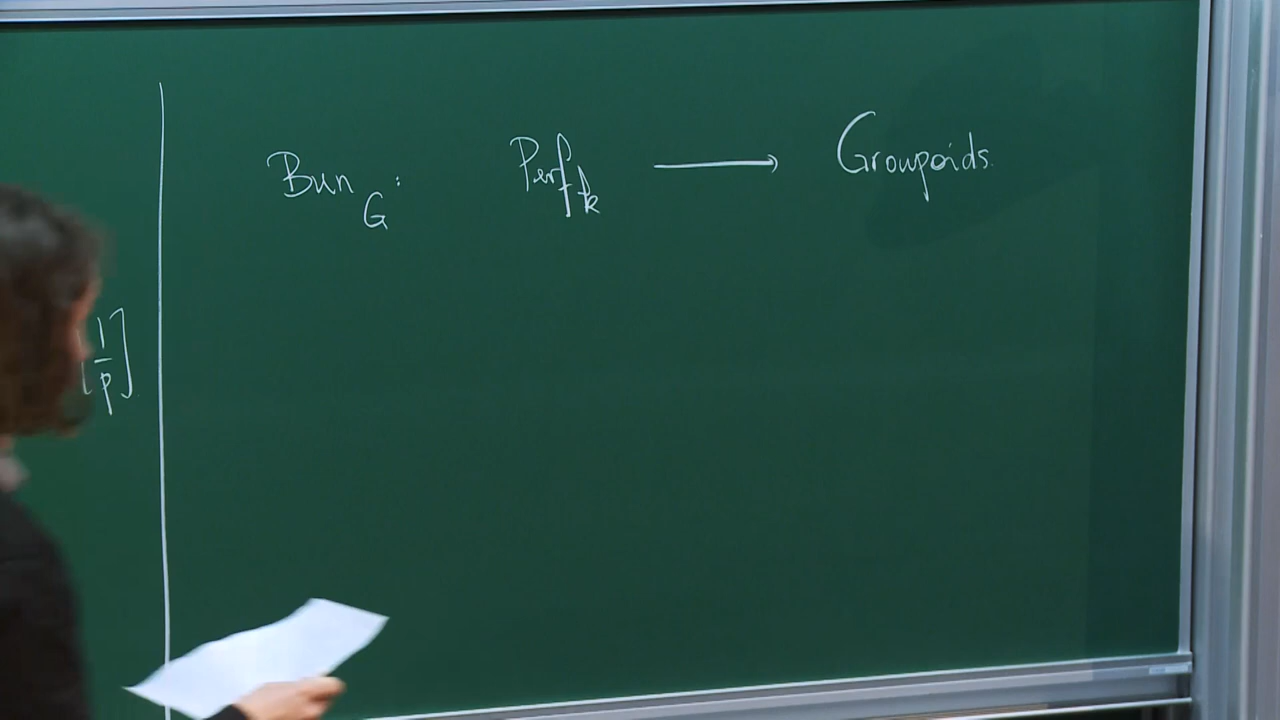 Bun_G : Perf_k ⟶ Groupoids.
[1/p]